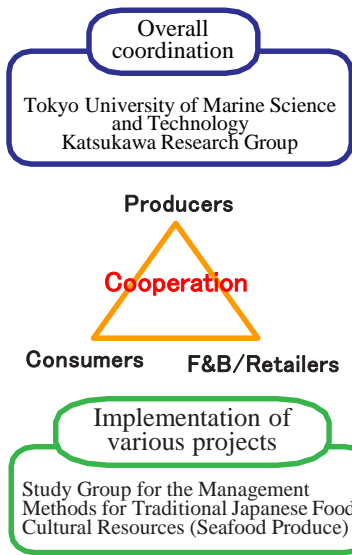 Overall
coordination
Tokyo University of Marine Science
and Technology
Katsukawa Research Group
Producers
Cooperation
Consumers F&B/Retailers
Implementation of
various projects
Study Group for the Management
Methods for Traditional Japanese Food
Cultural Resources (Seafood Produce)